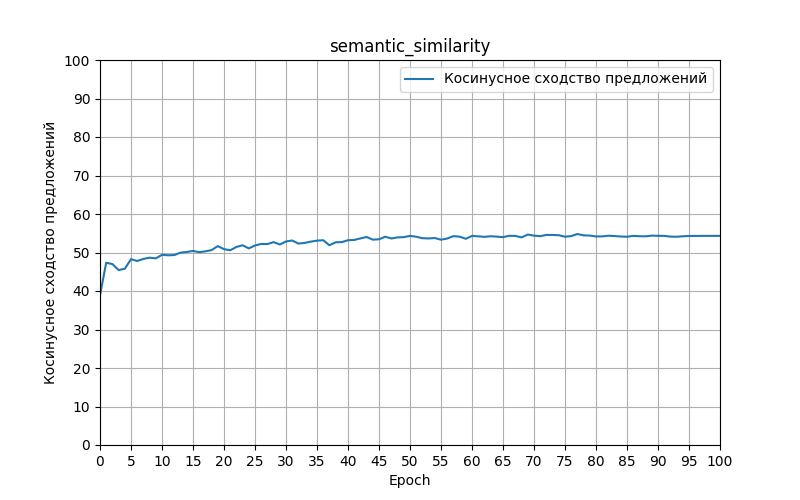 semantic_similarity
Косинусное сходство предложений
100
90
80
70
60
50
40
30
20
10
0
Косинусное сходство предложений
0 5 10 15 20 25 30 35 40 45 50 55 60 65 70 75 80 85 90 95 100
Epoch